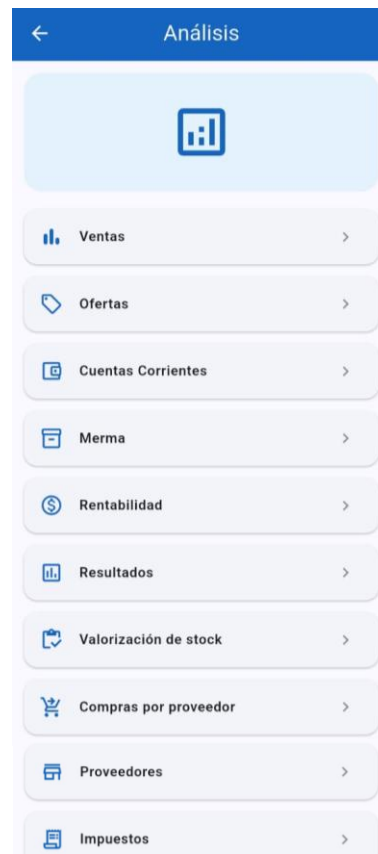 Análisis
Ventas
Ofertas
Cuentas Corrientes
Merma
Rentabilidad
Resultados
Valorización de stock
Compras por proveedor
Proveedores
Impuestos